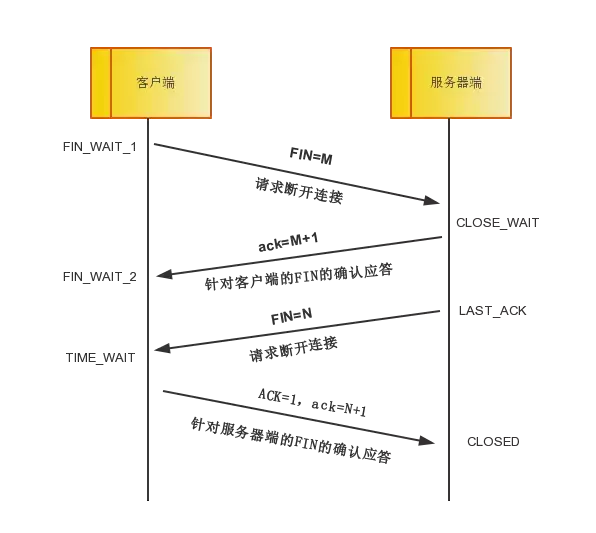 客户端
服务器端
FIN_WAIT_1
FIN=M
请求断开连接
CLOSE_WAIT
ack=M+1
针对客户端的FIN的确认应答
FIN_WAIT_2
LAST_ACK
FIN=N
请求断开连接
TIME_WAIT
ACK=1, ack=N+1
针对服务器端的FIN的确认应答
CLOSED